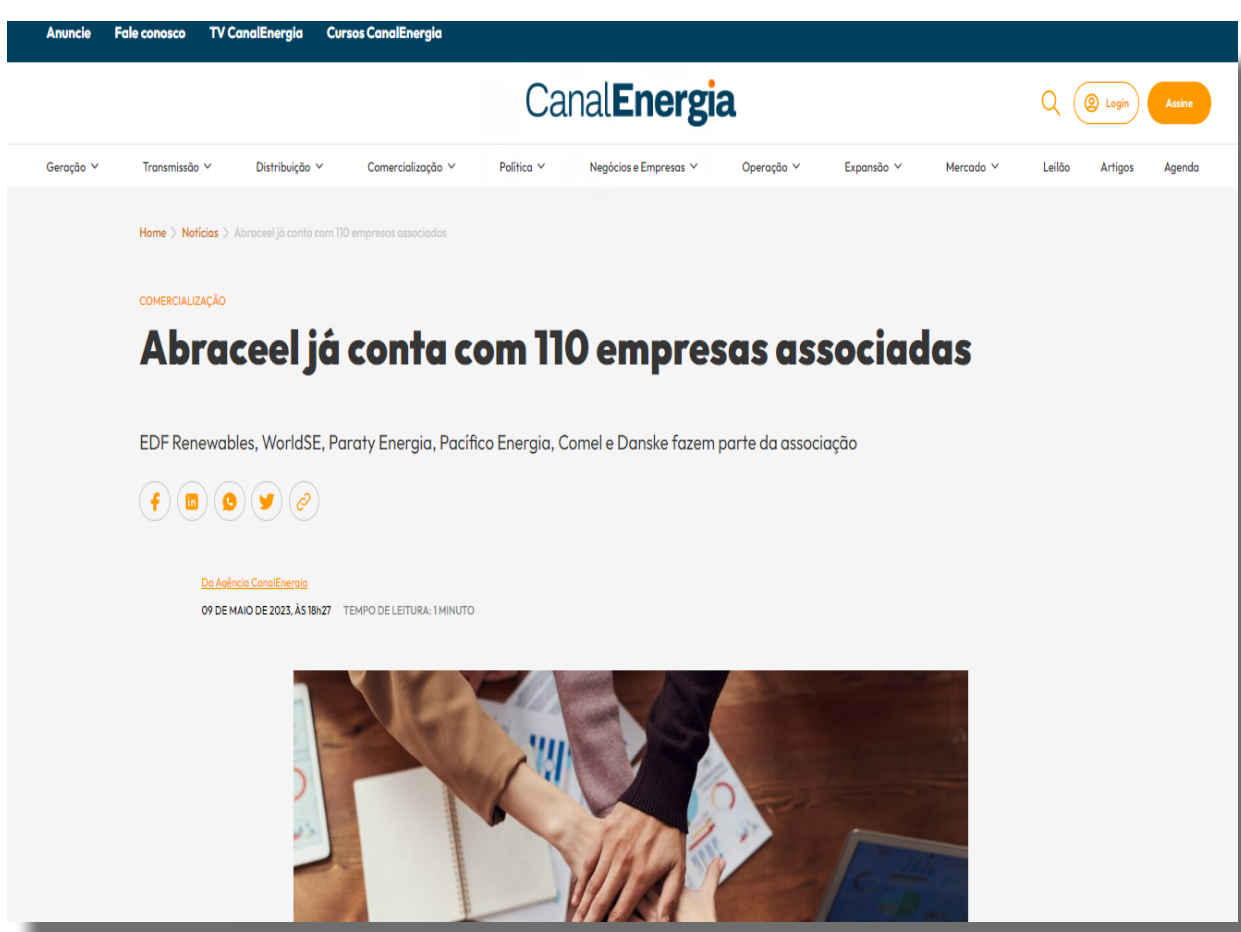 Anuncie Fale conosco TV CanalEnergia Cursos CanalEnergia
CanalEnergia
Login Assine
Geração Transmissão Distribuição Comercialização Política Negócios e Empresas Operação Expansão Mercado Leilão Artigos Agenda
Home > Notícias > Abraceel já conta com 110 empresas associadas
COMERCIALIZAÇÃO
Abraceel já conta com 110 empresas associadas
EDF Renewables, WorldSE, Paraty Energia, Pacífico Energia, Comel e Danske fazem parte da associação
Da Agência CanalEnergia
09 DE MAIO DE 2023, ÀS 18h27 TEMPO DE LEITURA: 1 MINUTO